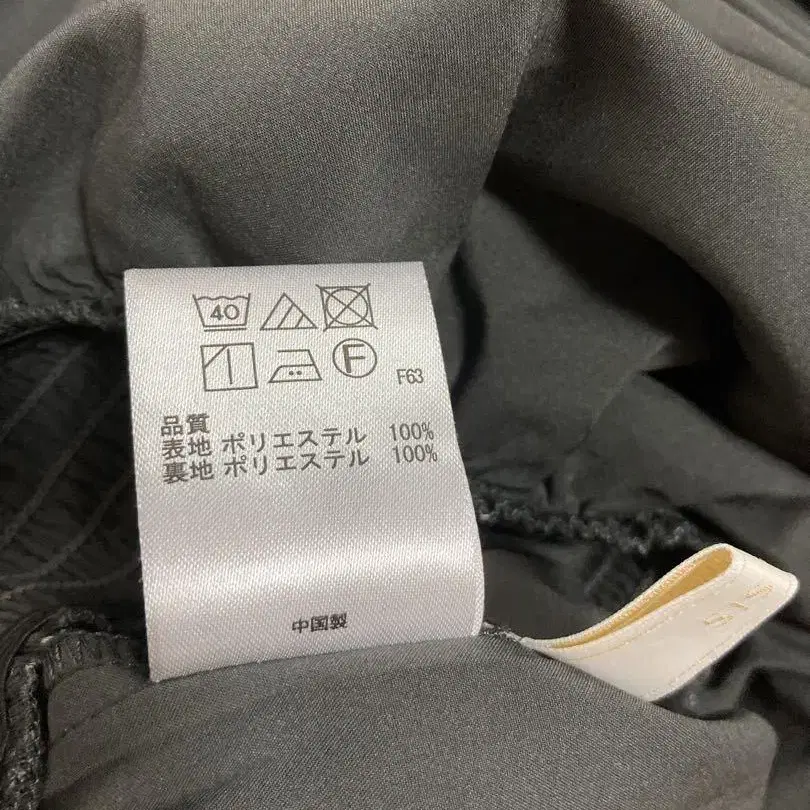 40
F F63
品質
表地 ポリエステル 100%
裏地 ポリエステル 100%
中国製